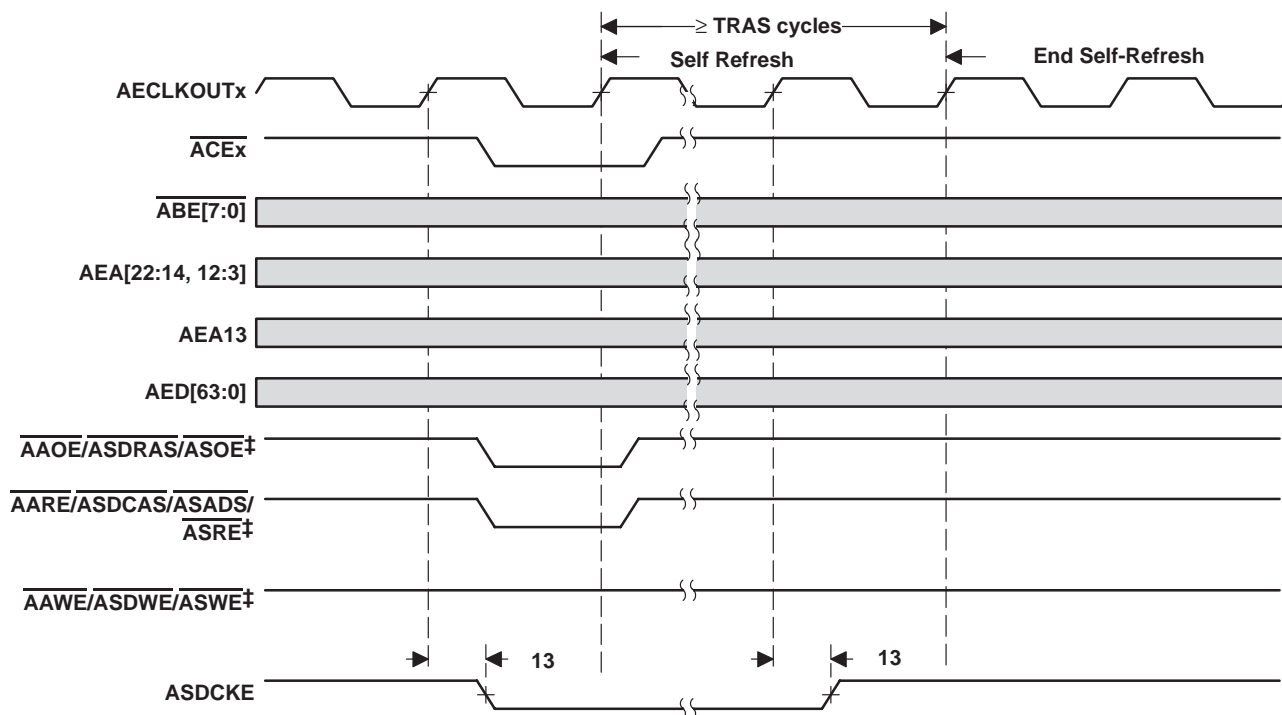 ≥ TRAS cycles
Self Refresh
End Self-Refresh
AECLKOUTx
ACEx
ABE[7:0]
AEA[22:14, 12:3]
AEA13
AED[63:0]
AAOE/ASDRAS/ASOE‡
AARE/ASDCAS/ASADS/
ASRE‡
AAWE/ASDWE/ASWE‡
13
13
ASDCKE